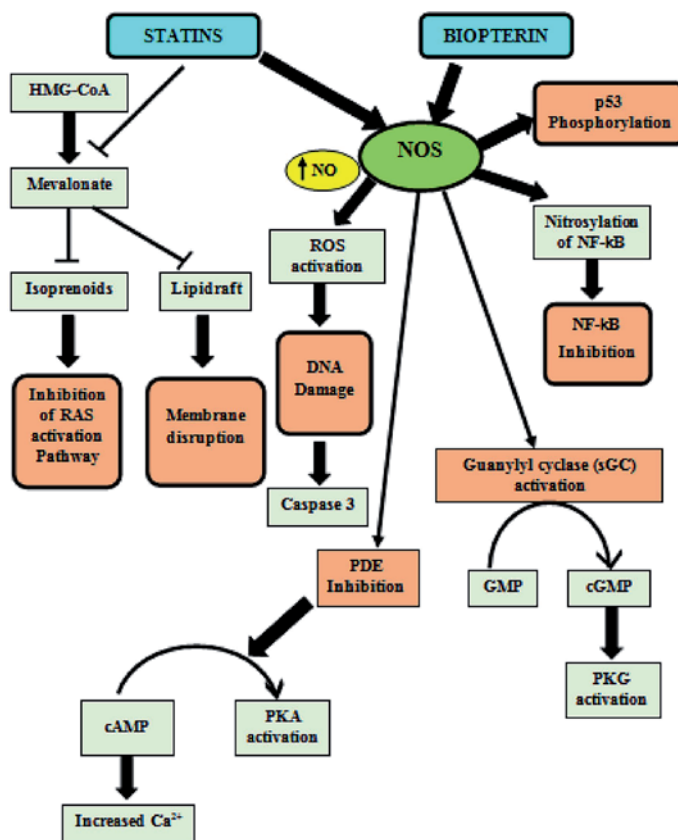 STATINS
BIOPTERIN
HMG-CoA
p53
Phosphorylation
NOS
↑ NO
Mevalonate
Nitrosylation
of NF-kB
ROS
activation
Isoprenoids
Lipidraft
NF-kB
Inhibition
DNA
Damage
Inhibition
of RAS
activation
Pathway
Membrane
disruption
Guanylyl cyclase (sGC)
activation
Caspase 3
PDE
Inhibition
GMP
cGMP
PKG
activation
cAMP
PKA
activation
Increased Ca²⁺